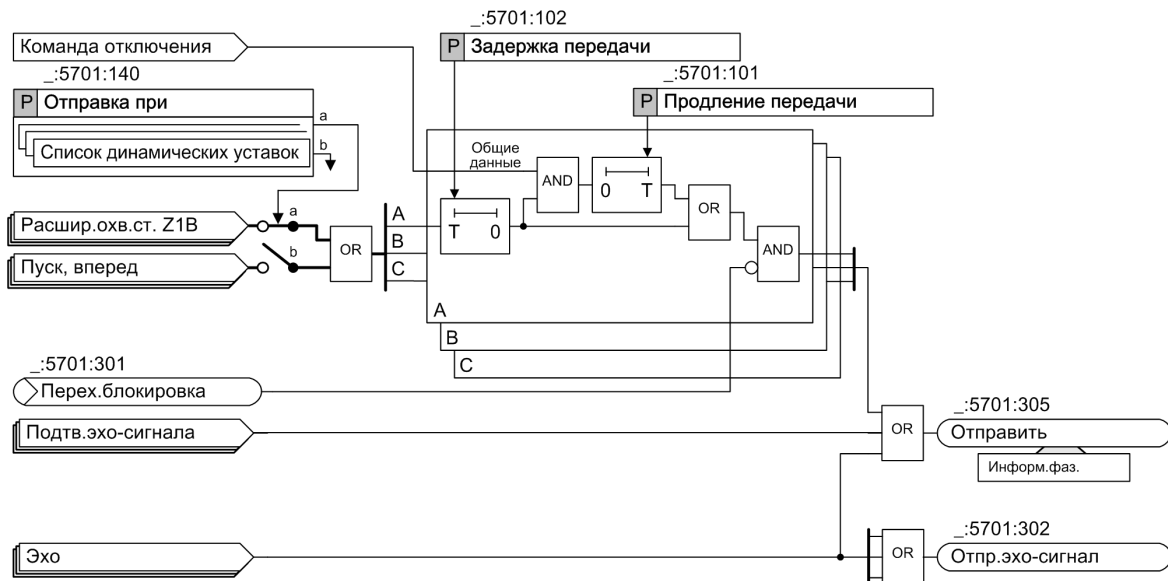 _:5701:102
Команда отключения
P Задержка передачи
_:5701:140
_:5701:101
P Отправка при
P Продление передачи
a
Список динамических уставок
b
Общие
данные
AND
0 T
OR
T 0
Расшир.охв.ст. Z1B
a
OR
A
AND
Пуск, вперед
b
B
C
A
B
C
_:5701:301
Перех.блокировка
_:5701:305
Подтв.эхо-сигнала
OR
Отправить
Информ.фаз.
_:5701:302
Эхо
OR
Отпр.эхо-сигнал